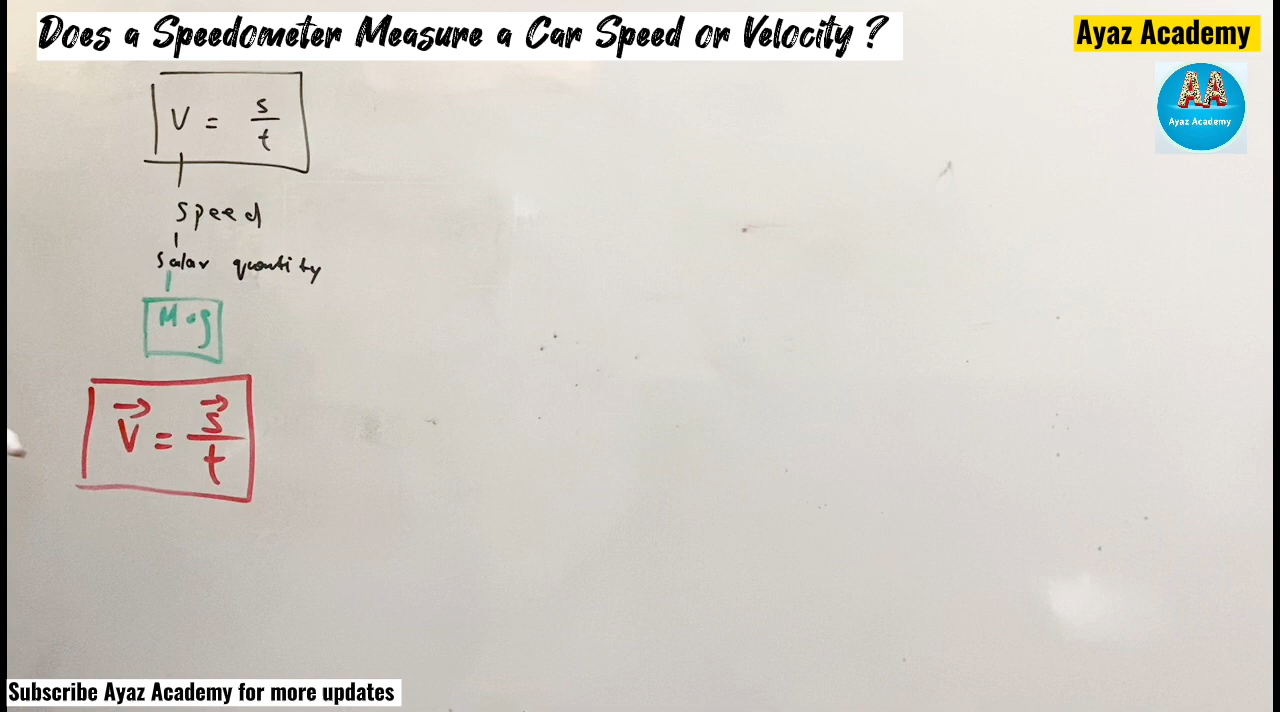 Does a Speedometer Measure a Car Speed or Velocity ?
Ayaz Academy
AA
Ayaz Academy
V = s/t
speed
salar quantity
Mag
V⃗ = s⃗/t
Subscribe Ayaz Academy for more updates